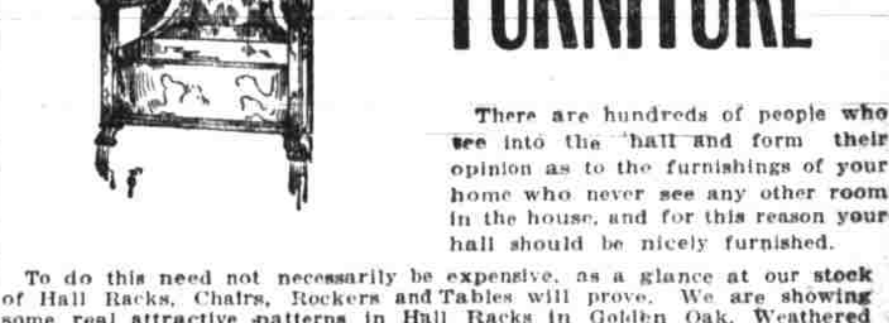 FURNITURE
There are hundreds of people who
see into the hall and form their
opinion as to the furnishings of your
home who never see any other room
in the house, and for this reason your
hall should be nicely furnished.
To do this need not necessarily be expensive, as a glance at our stock
of Hall Racks, Chairs, Rockers and Tables will prove. We are showing
some real attractive patterns in Hall Racks in Golden Oak, Weathered